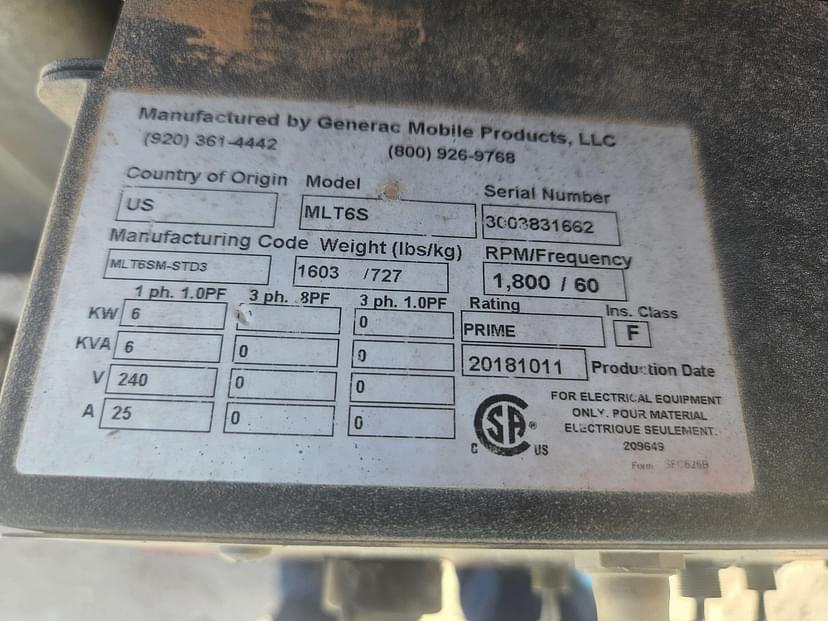 Manufactured by Generac Mobile Products, LLC
(920) 361-4442 (800) 926-9768
Country of Origin Model Serial Number
US MLT6S 3003831662
Manufacturing Code Weight (lbs/kg) RPM/Frequency
MLT6SM-STD3 1603 /727 1,800 / 60
1 ph. 1.0PF 3 ph. .8PF 3 ph. 1.0PF Rating Ins. Class
KW 6 0 PRIME F
KVA 6 0 0 20181011 Production Date
V 240 0 0
A 25 0 0
CSA ® C US
FOR ELECTRICAL EQUIPMENT
ONLY. POUR MATERIAL
ELECTRIQUE SEULEMENT.
209649
Form SFC626B